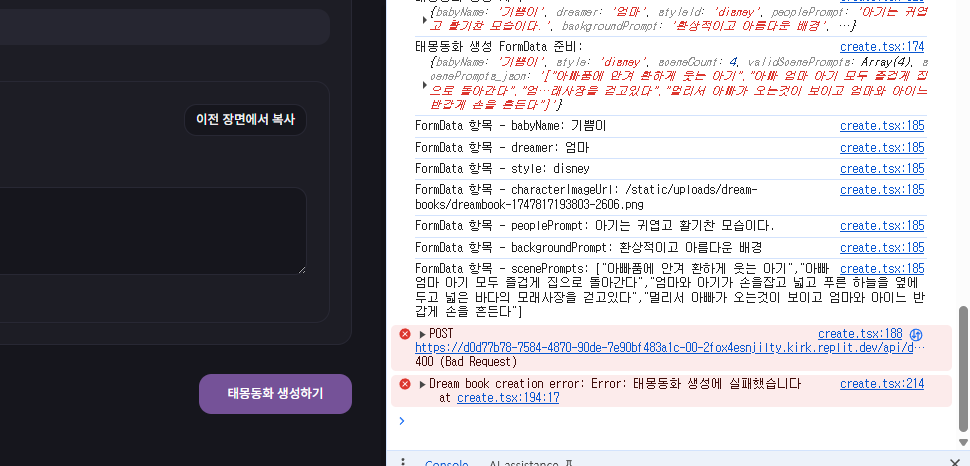 이전 장면에서 복사
태몽동화 생성하기
{babyName: '기쁨이', dreamer: '엄마', styleId: 'disney', peoplePrompt: '아기는 귀엽
고 활기찬 모습이다.', backgroundPrompt: '환상적이고 아름다운 배경', …}
태몽동화 생성 FormData 준비: create.tsx:174
{babyName: '기쁨이', style: 'disney', sceneCount: 4, validScenePrompts: Array(4), s
cenePrompts_json: '["아빠품에 안겨 환하게 웃는 아기","아빠 엄마 아기 모두 즐겁게 집
으로 돌아간다","엄…래사장을 걷고있다","멀리서 아빠가 오는것이 보이고 엄마와 아이느
반갑게 손을 흔든다"]'}
FormData 항목 - babyName: 기쁨이 create.tsx:185
FormData 항목 - dreamer: 엄마 create.tsx:185
FormData 항목 - style: disney create.tsx:185
FormData 항목 - characterImageUrl: /static/uploads/dream- create.tsx:185
books/dreambook-1747817193803-2606.png
FormData 항목 - peoplePrompt: 아기는 귀엽고 활기찬 모습이다. create.tsx:185
FormData 항목 - backgroundPrompt: 환상적이고 아름다운 배경 create.tsx:185
FormData 항목 - scenePrompts: ["아빠품에 안겨 환하게 웃는 아기","아빠 create.tsx:185
엄마 아기 모두 즐겁게 집으로 돌아간다","엄마와 아기가 손을잡고 넓고 푸른 하늘을 옆에
두고 넓은 바다의 모래사장을 걷고있다","멀리서 아빠가 오는것이 보이고 엄마와 아이느 반
갑게 손을 흔든다"]
POST create.tsx:188
https://d0d77b78-7584-4870-90de-7e90bf483a1c-00-2fox4esnjilty.kirk.replit.dev/api/d…
400 (Bad Request)
Dream book creation error: Error: 태몽동화 생성에 실패했습니다 create.tsx:214
at create.tsx:194:17
Console AI assistance